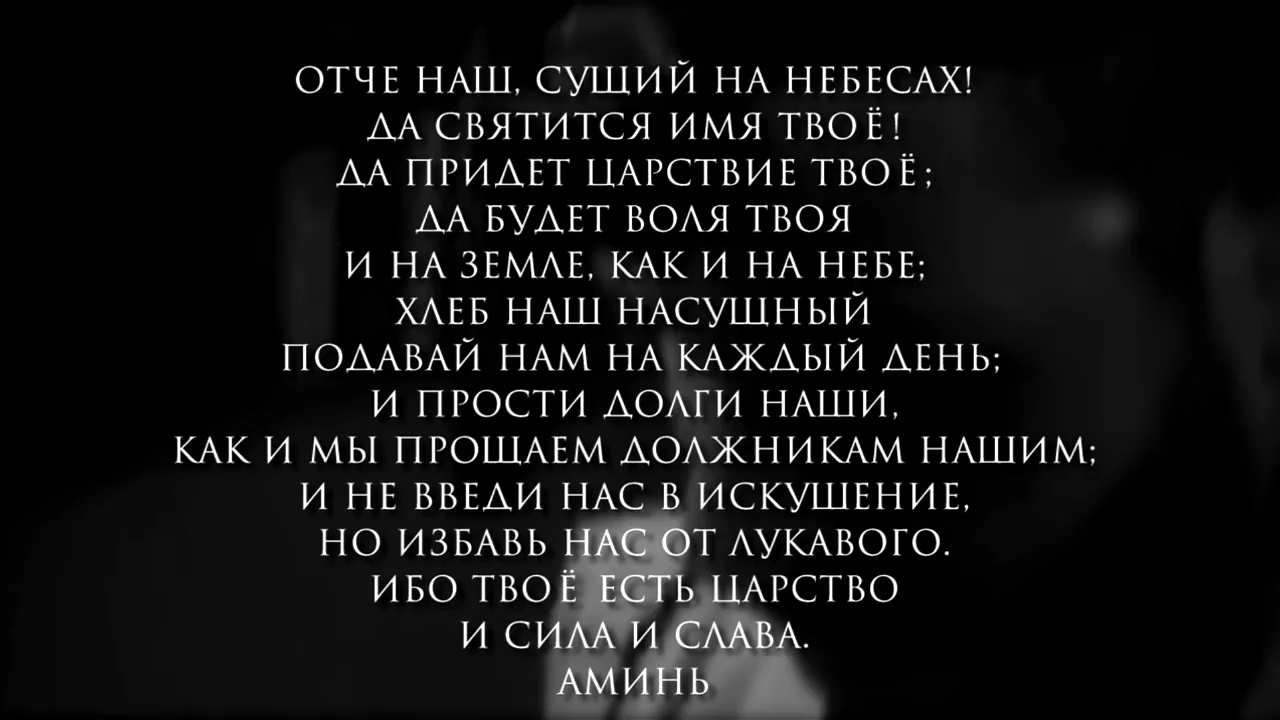 ОТЧЕ НАШ, СУЩИЙ НА НЕБЕСАХ!
ДА СВЯТИТСЯ ИМЯ ТВОЁ!
ДА ПРИДЕТ ЦАРСТВИЕ ТВОЁ;
ДА БУДЕТ ВОЛЯ ТВОЯ
И НА ЗЕМЛЕ, КАК И НА НЕБЕ;
ХЛЕБ НАШ НАСУЩНЫЙ
ПОДАВАЙ НАМ НА КАЖДЫЙ ДЕНЬ;
И ПРОСТИ ДОЛГИ НАШИ,
КАК И МЫ ПРОЩАЕМ ДОЛЖНИКАМ НАШИМ;
И НЕ ВВЕДИ НАС В ИСКУШЕНИЕ,
НО ИЗБАВЬ НАС ОТ ЛУКАВОГО.
ИБО ТВОЁ ЕСТЬ ЦАРСТВО
И СИЛА И СЛАВА.
АМИНЬ